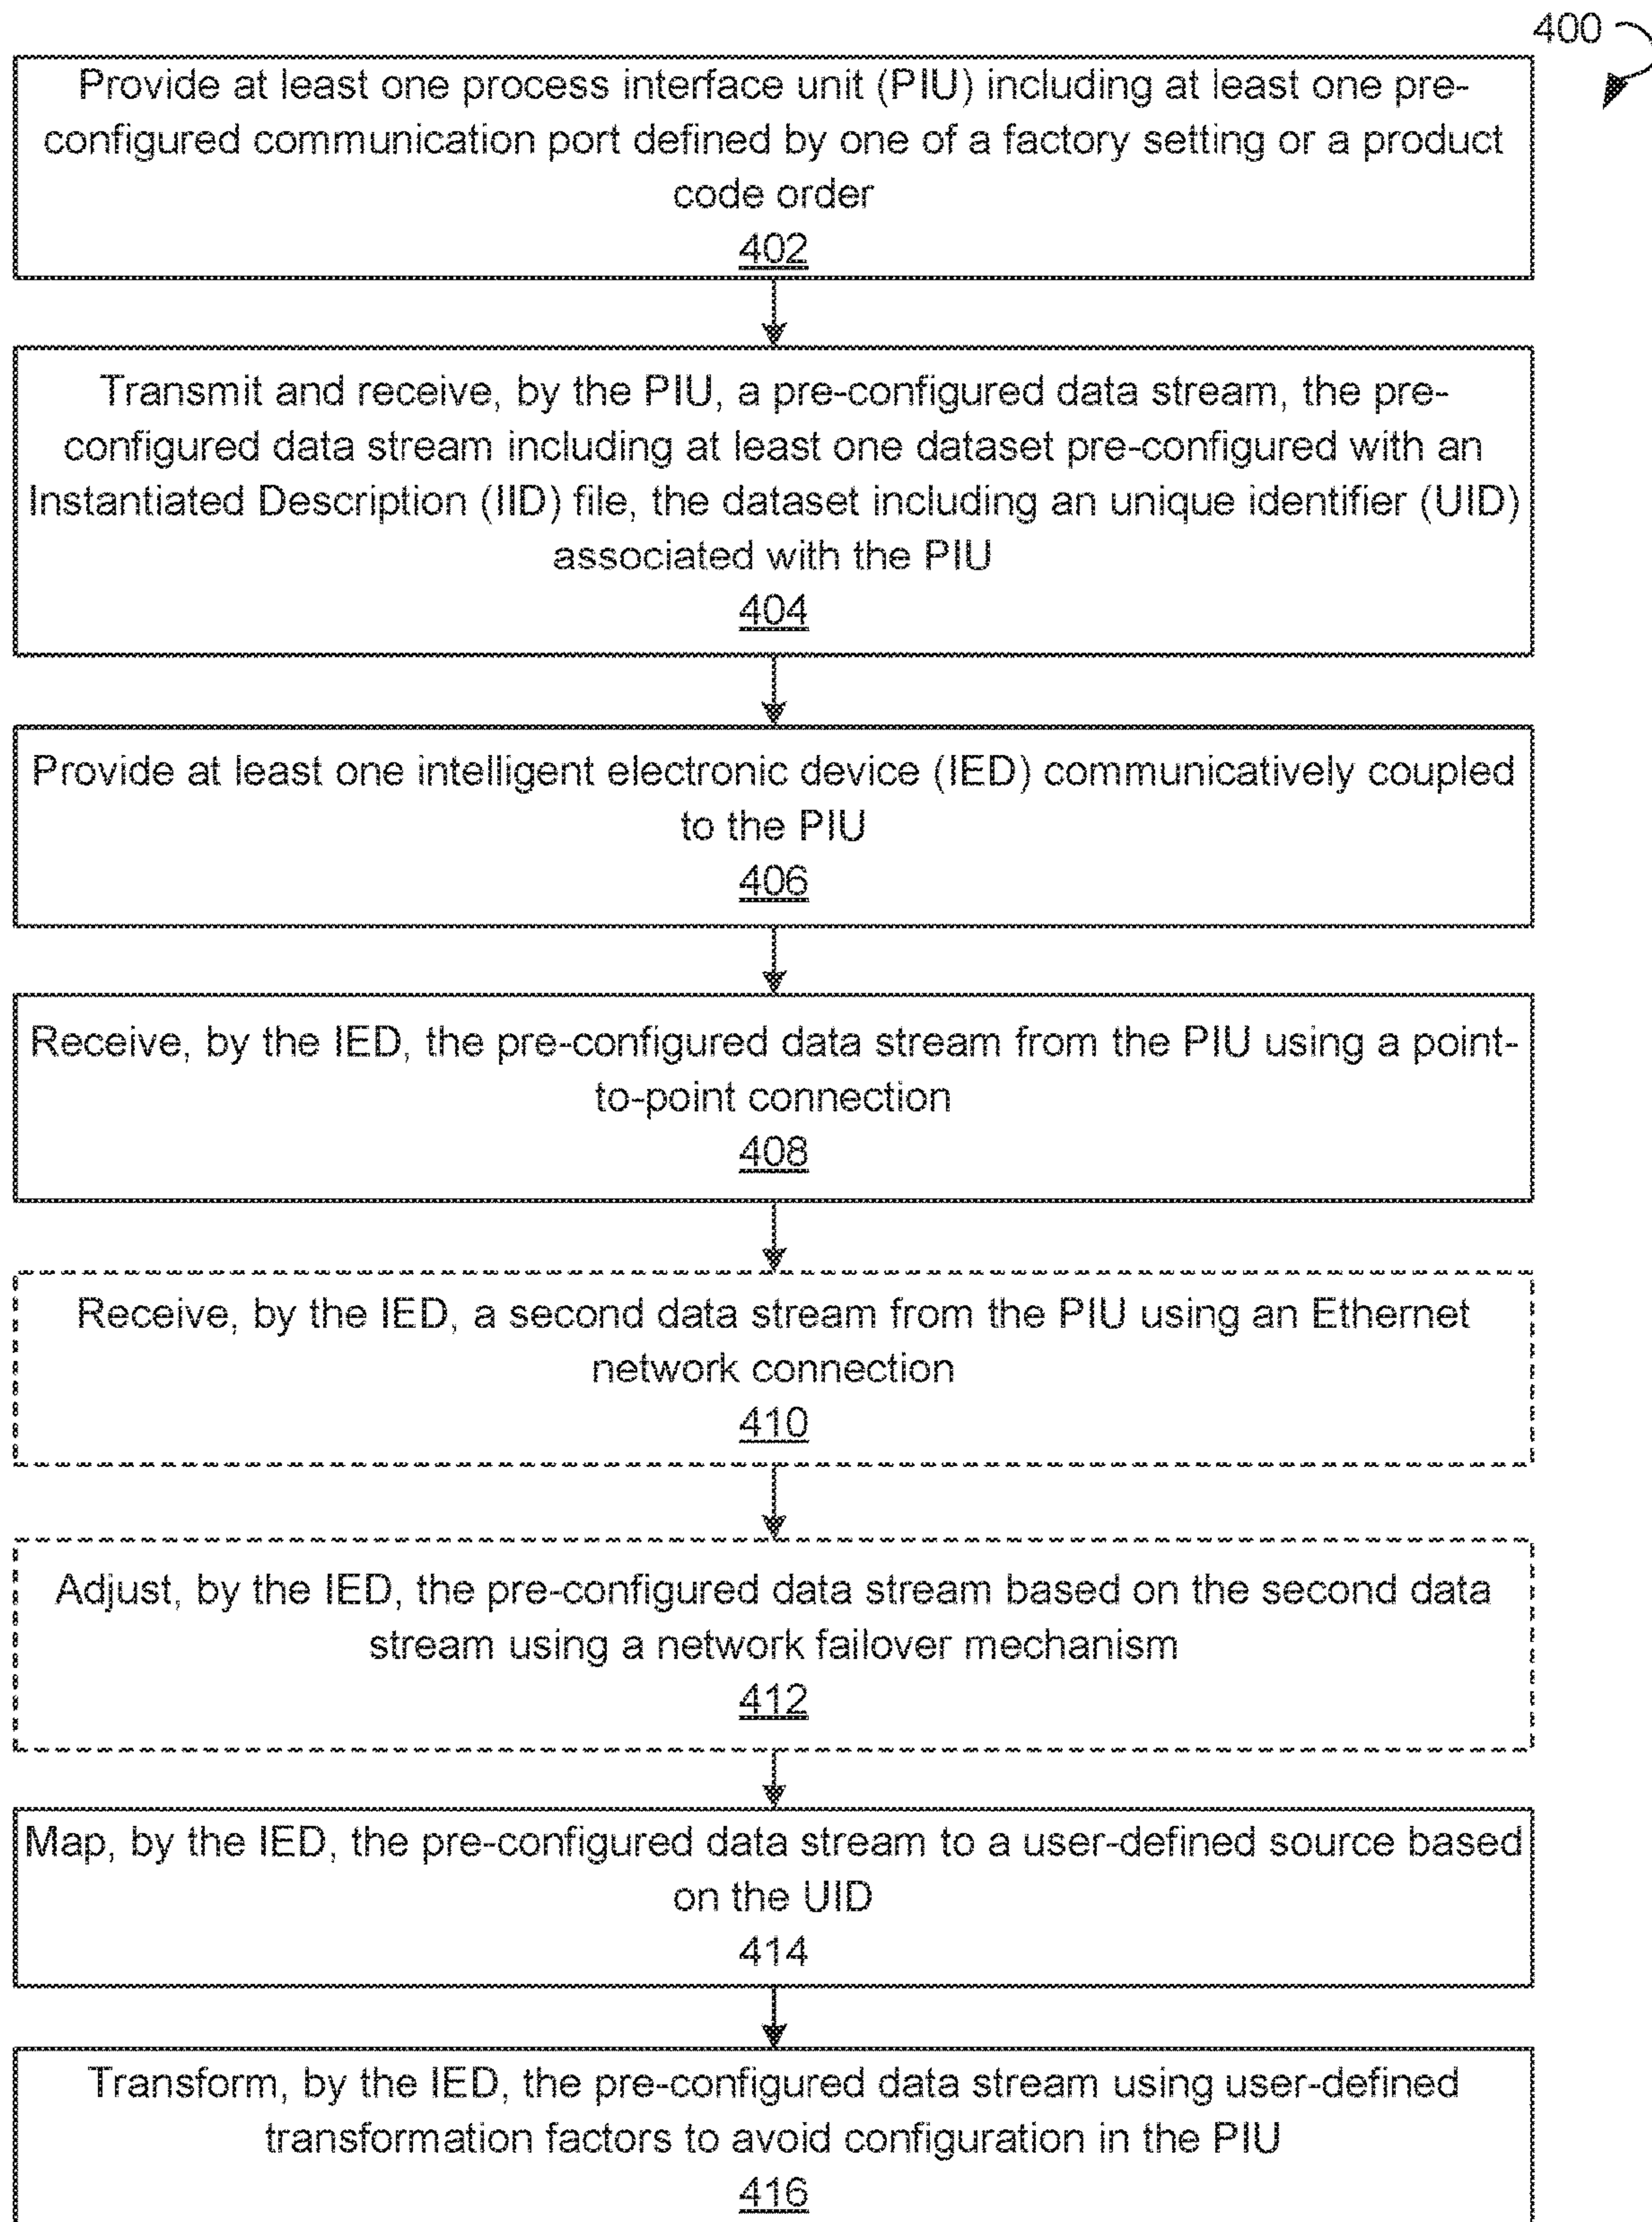 400
Provide at least one process interface unit (PIU) including at least one pre-
configured communication port defined by one of a factory setting or a product
code order
402
Transmit and receive, by the PIU, a pre-configured data stream, the pre-
configured data stream including at least one dataset pre-configured with an
Instantiated Description (IID) file, the dataset including an unique identifier (UID)
associated with the PIU
404
Provide at least one intelligent electronic device (IED) communicatively coupled
to the PIU
406
Receive, by the IED, the pre-configured data stream from the PIU using a point-
to-point connection
408
Receive, by the IED, a second data stream from the PIU using an Ethernet
network connection
410
Adjust, by the IED, the pre-configured data stream based on the second data
stream using a network failover mechanism
412
Map, by the IED, the pre-configured data stream to a user-defined source based
on the UID
414
Transform, by the IED, the pre-configured data stream using user-defined
transformation factors to avoid configuration in the PIU
416